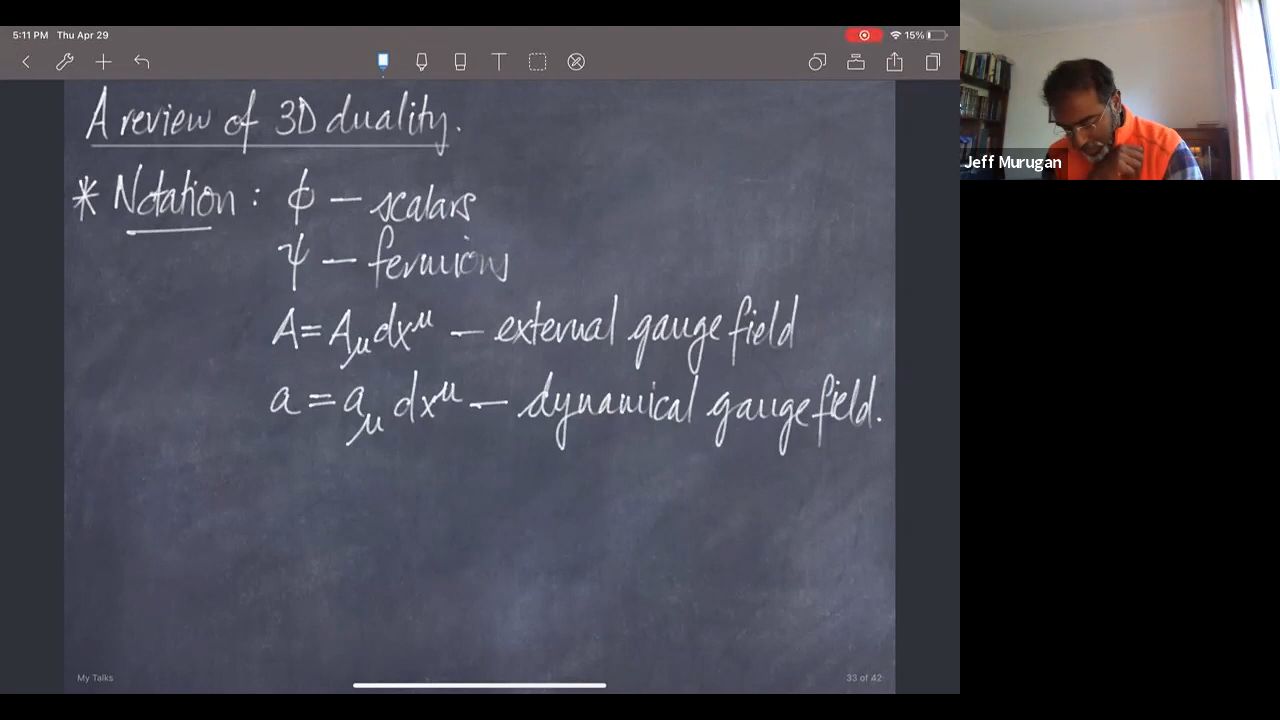 5:11 PM Thu Apr 29
15%
A review of 3D duality.
* Notation : ϕ – scalars
ψ – fermions
A = A_μ dx^μ – external gauge field
a = a_μ dx^μ – dynamical gauge field.
My Talks
33 of 42
Jeff Murugan